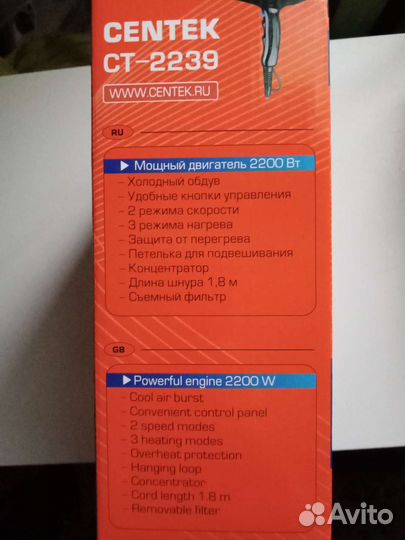 CENTEK
CT-2239
WWW.CENTEK.RU
RU
Мощный двигатель 2200 Вт
- Холодный обдув
- Удобные кнопки управления
- 2 режима скорости
- 3 режима нагрева
- Защита от перегрева
- Петелька для подвешивания
- Концентратор
- Длина шнура 1,8 м
- Съемный фильтр
GB
Powerful engine 2200 W
- Cool air burst
- Convenient control panel
- 2 speed modes
- 3 heating modes
- Overheat protection
- Hanging loop
- Concentrator
- Cord length 1.8 m
- Removable filter
Avito